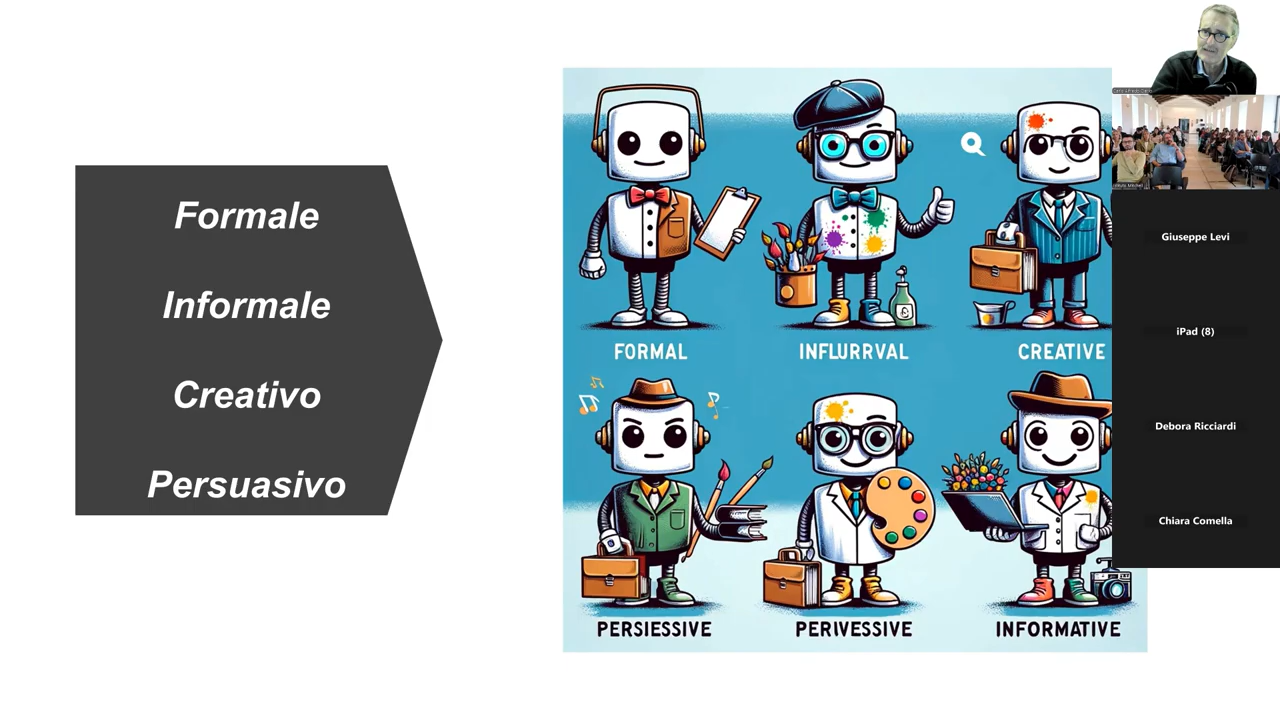 Formale
Informale
Creativo
Persuasivo
FORMAL
INFLURRVAL
CREATIVE
PERSIESSIVE
PERIVESSIVE
INFORMATIVE
Giuseppe Levi
iPad (8)
Debora Ricciardi
Chiara Comella